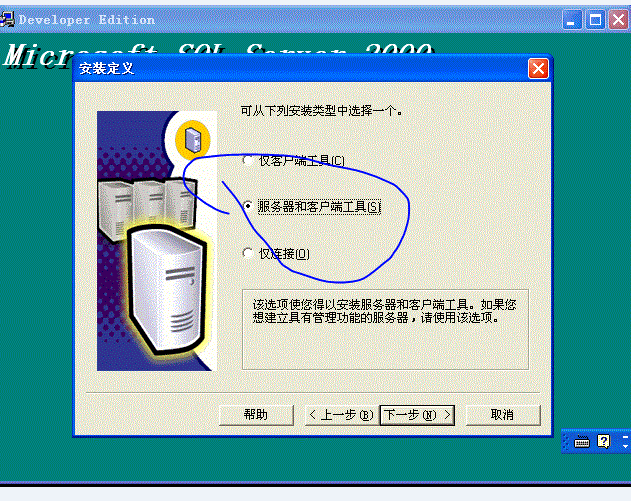 Developer Edition
Microsoft SQL Server 2000
安装定义
可从下列安装类型中选择一个。
仅客户端工具(C)
服务器和客户端工具(S)
仅连接(O)
该选项使您得以安装服务器和客户端工具。如果您
想建立具有管理功能的服务器，请使用该选项。
帮助
< 上一步(B)
下一步(N) >
取消